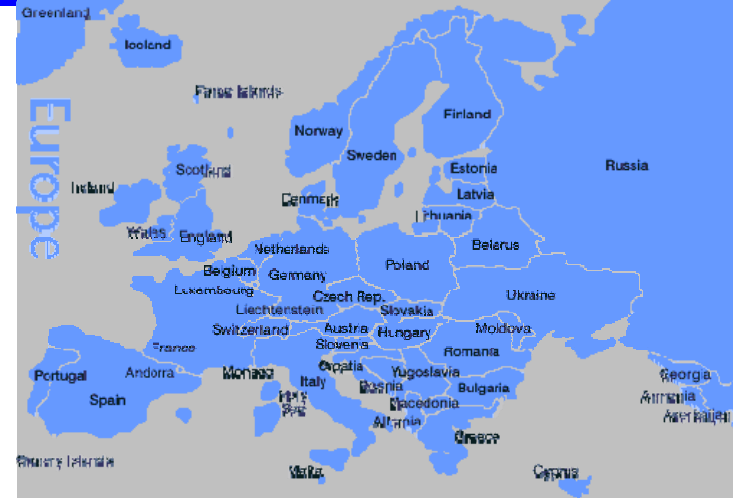 Greenland
Iceland
Faroe Islands
Europe
Norway
Finland
Sweden
Russia
Scotland
Estonia
Ireland
Denmark
Latvia
Lithuania
Wales
England
Netherlands
Belarus
Belgium
Germany
Poland
Luxembourg
Czech Rep.
Ukraine
Liechtenstein
Slovakia
Switzerland
Austria
Hungary
Moldova
France
Slovenia
Romania
Portugal
Andorra
Monaco
Croatia
Yugoslavia
Georgia
Italy
Bosnia
Bulgaria
Spain
Holy
See
Macedonia
Armenia
Albania
Azerbaijan
Greece
Canary Islands
Malta
Cyprus